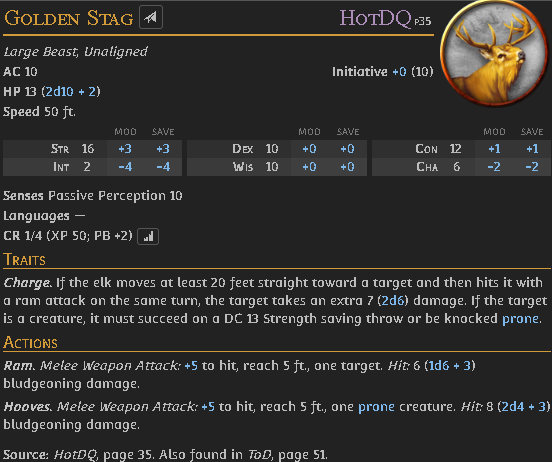 Golden Stag HotDQ p35
Large Beast, Unaligned
AC 10 Initiative +0 (10)
HP 13 (2d10 + 2)
Speed 50 ft.
MOD SAVE MOD SAVE MOD SAVE
Str 16 +3 +3 Dex 10 +0 +0 Con 12 +1 +1
Int 2 −4 −4 Wis 10 +0 +0 Cha 6 −2 −2
Senses Passive Perception 10
Languages —
CR 1/4 (XP 50; PB +2)
Traits
Charge. If the elk moves at least 20 feet straight toward a target and then hits it with
a ram attack on the same turn, the target takes an extra 7 (2d6) damage. If the target
is a creature, it must succeed on a DC 13 Strength saving throw or be knocked prone.
Actions
Ram. Melee Weapon Attack: +5 to hit, reach 5 ft., one target. Hit: 6 (1d6 + 3)
bludgeoning damage.
Hooves. Melee Weapon Attack: +5 to hit, reach 5 ft., one prone creature. Hit: 8 (2d4 + 3)
bludgeoning damage.
Source: HotDQ, page 35. Also found in ToD, page 51.